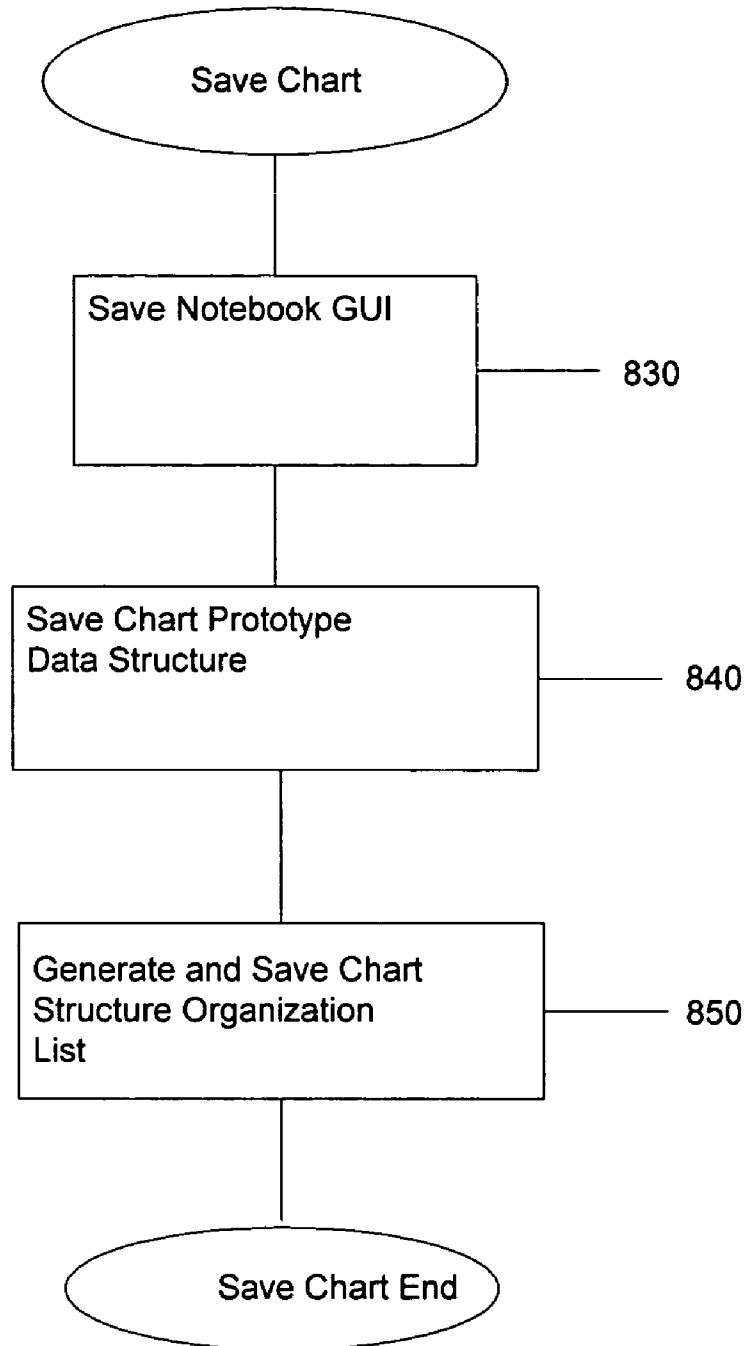 Save Chart
Save Notebook GUI
830
Save Chart Prototype
Data Structure
840
Generate and Save Chart
Structure Organization
List
850
Save Chart End